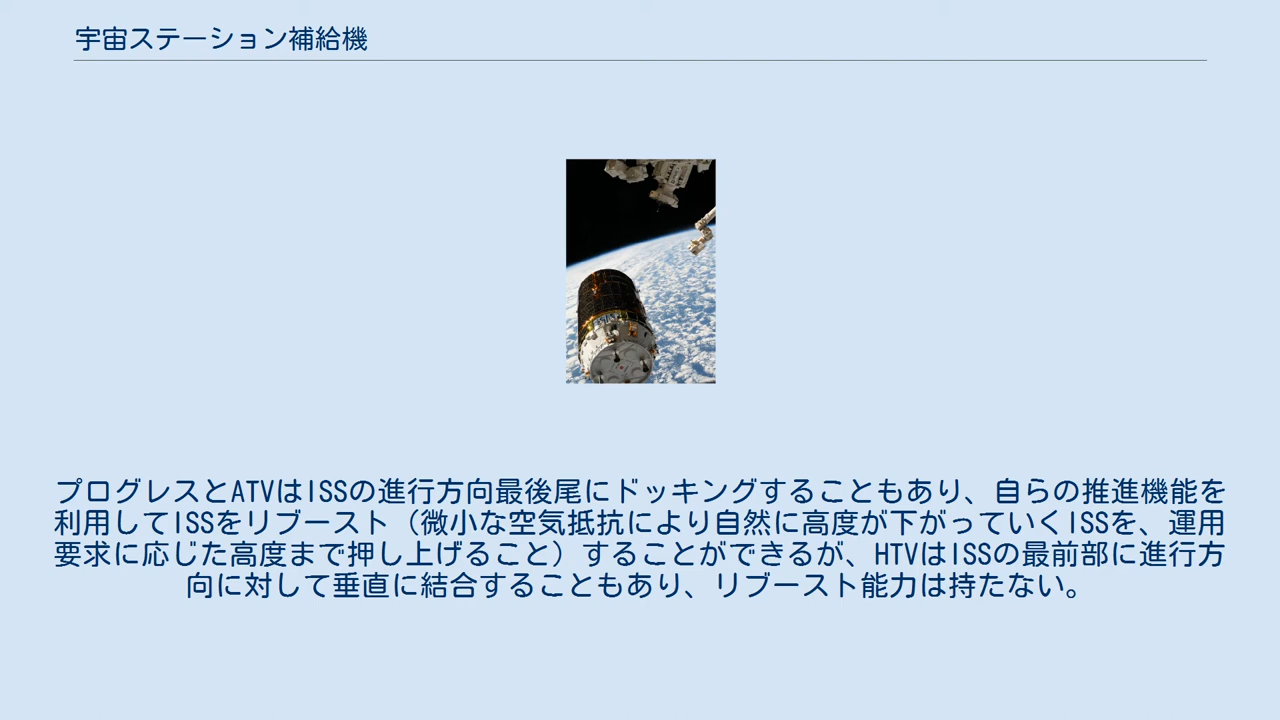 宇宙ステーション補給機
プログレスとATVはISSの進行方向最後尾にドッキングすることもあり、自らの推進機能を
利用してISSをリブースト（微小な空気抵抗により自然に高度が下がっていくISSを、運用
要求に応じた高度まで押し上げること）することができるが、HTVはISSの最前部に進行方
向に対して垂直に結合することもあり、リブースト能力は持たない。